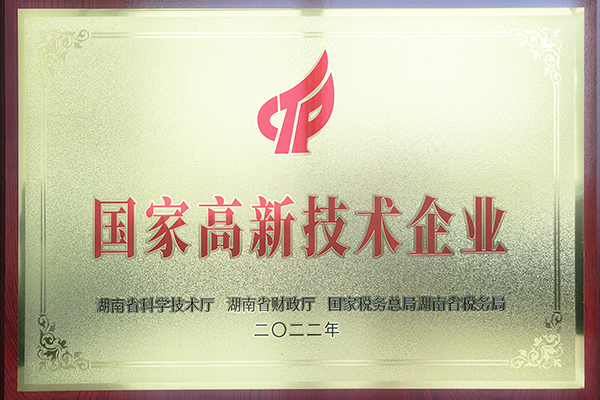 CTP
国家高新技术企业
湖南省科学技术厅 湖南省财政厅 国家税务总局湖南省税务局
二〇二二年